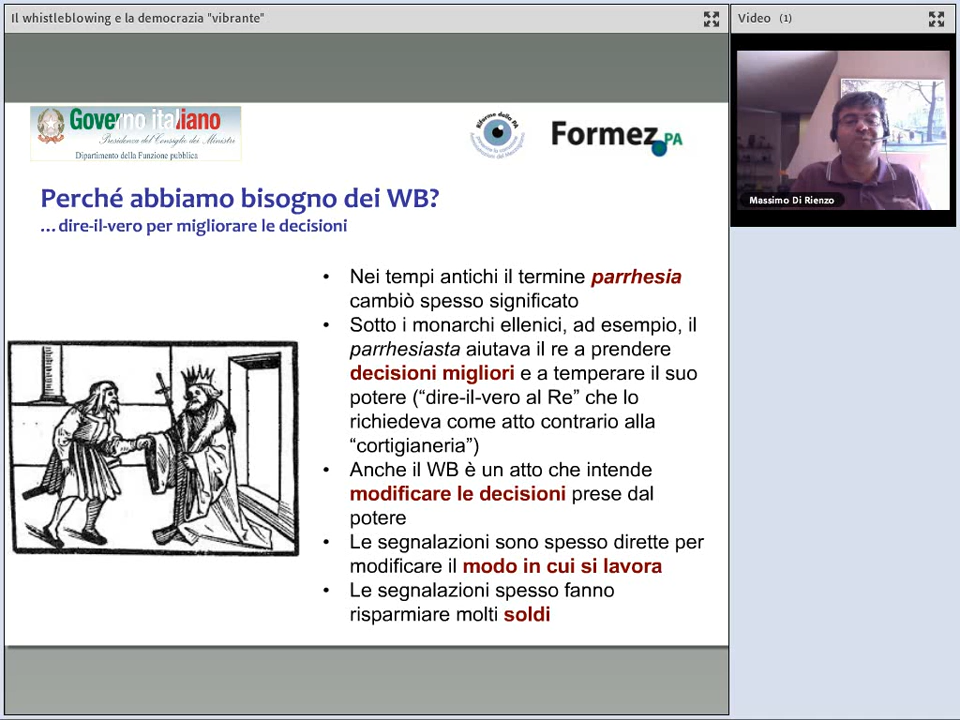 Il whistleblowing e la democrazia "vibrante"
Video (1)
Governo italiano
Presidenza del Consiglio dei Ministri
Dipartimento della Funzione pubblica
Riforma della PA
Formez PA
Massimo Di Rienzo
Perché abbiamo bisogno dei WB?
…dire-il-vero per migliorare le decisioni
• Nei tempi antichi il termine parrhesia
cambiò spesso significato
• Sotto i monarchi ellenici, ad esempio, il
parrhesiasta aiutava il re a prendere
decisioni migliori e a temperare il suo
potere (“dire-il-vero al Re” che lo
richiedeva come atto contrario alla
“cortigianeria”)
• Anche il WB è un atto che intende
modificare le decisioni prese dal
potere
• Le segnalazioni sono spesso dirette per
modificare il modo in cui si lavora
• Le segnalazioni spesso fanno
risparmiare molti soldi